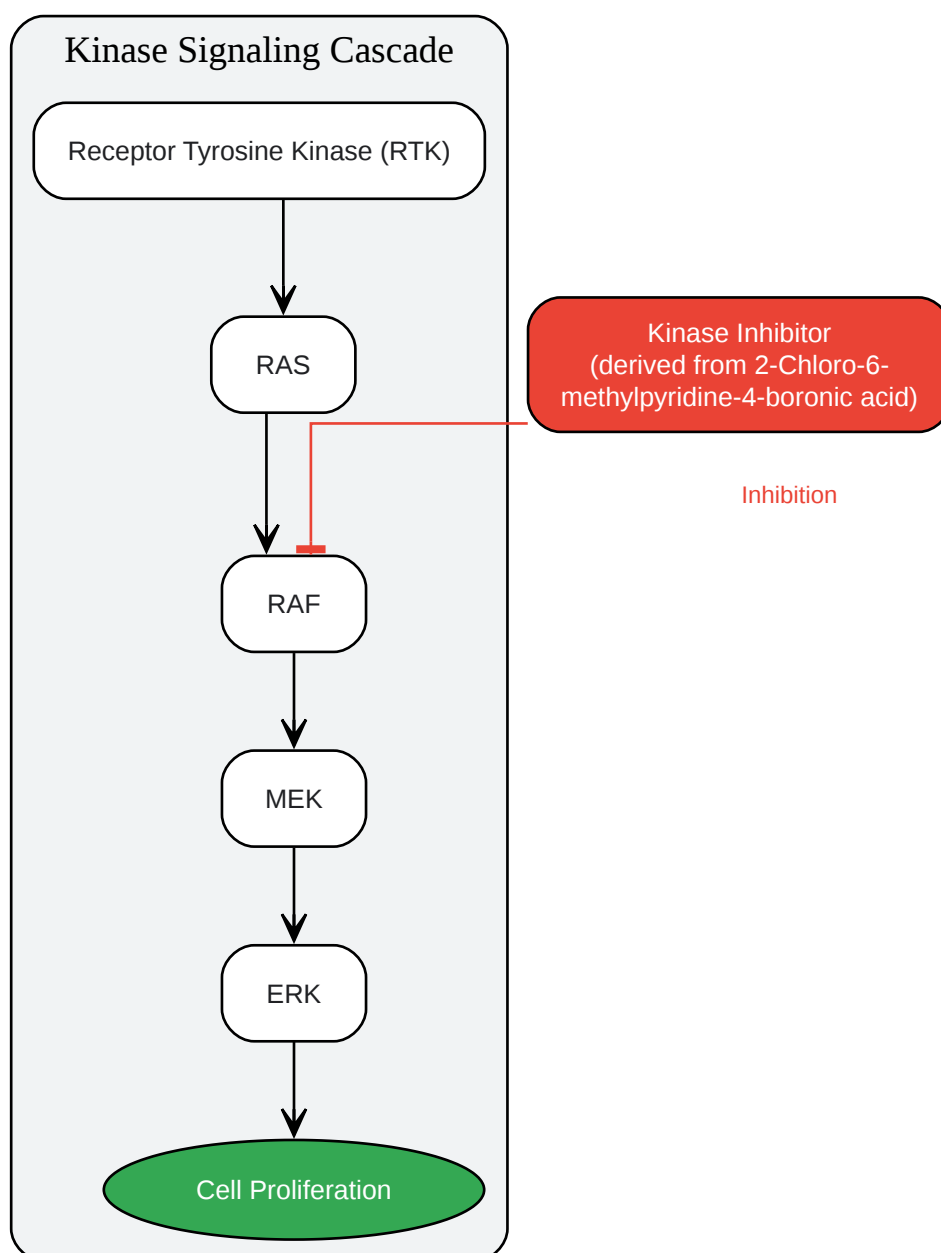 Kinase Signaling Cascade
Receptor Tyrosine Kinase (RTK)
RAS
Kinase Inhibitor
(derived from 2-Chloro-6-
methylpyridine-4-boronic acid)
Inhibition
RAF
MEK
ERK
Cell Proliferation